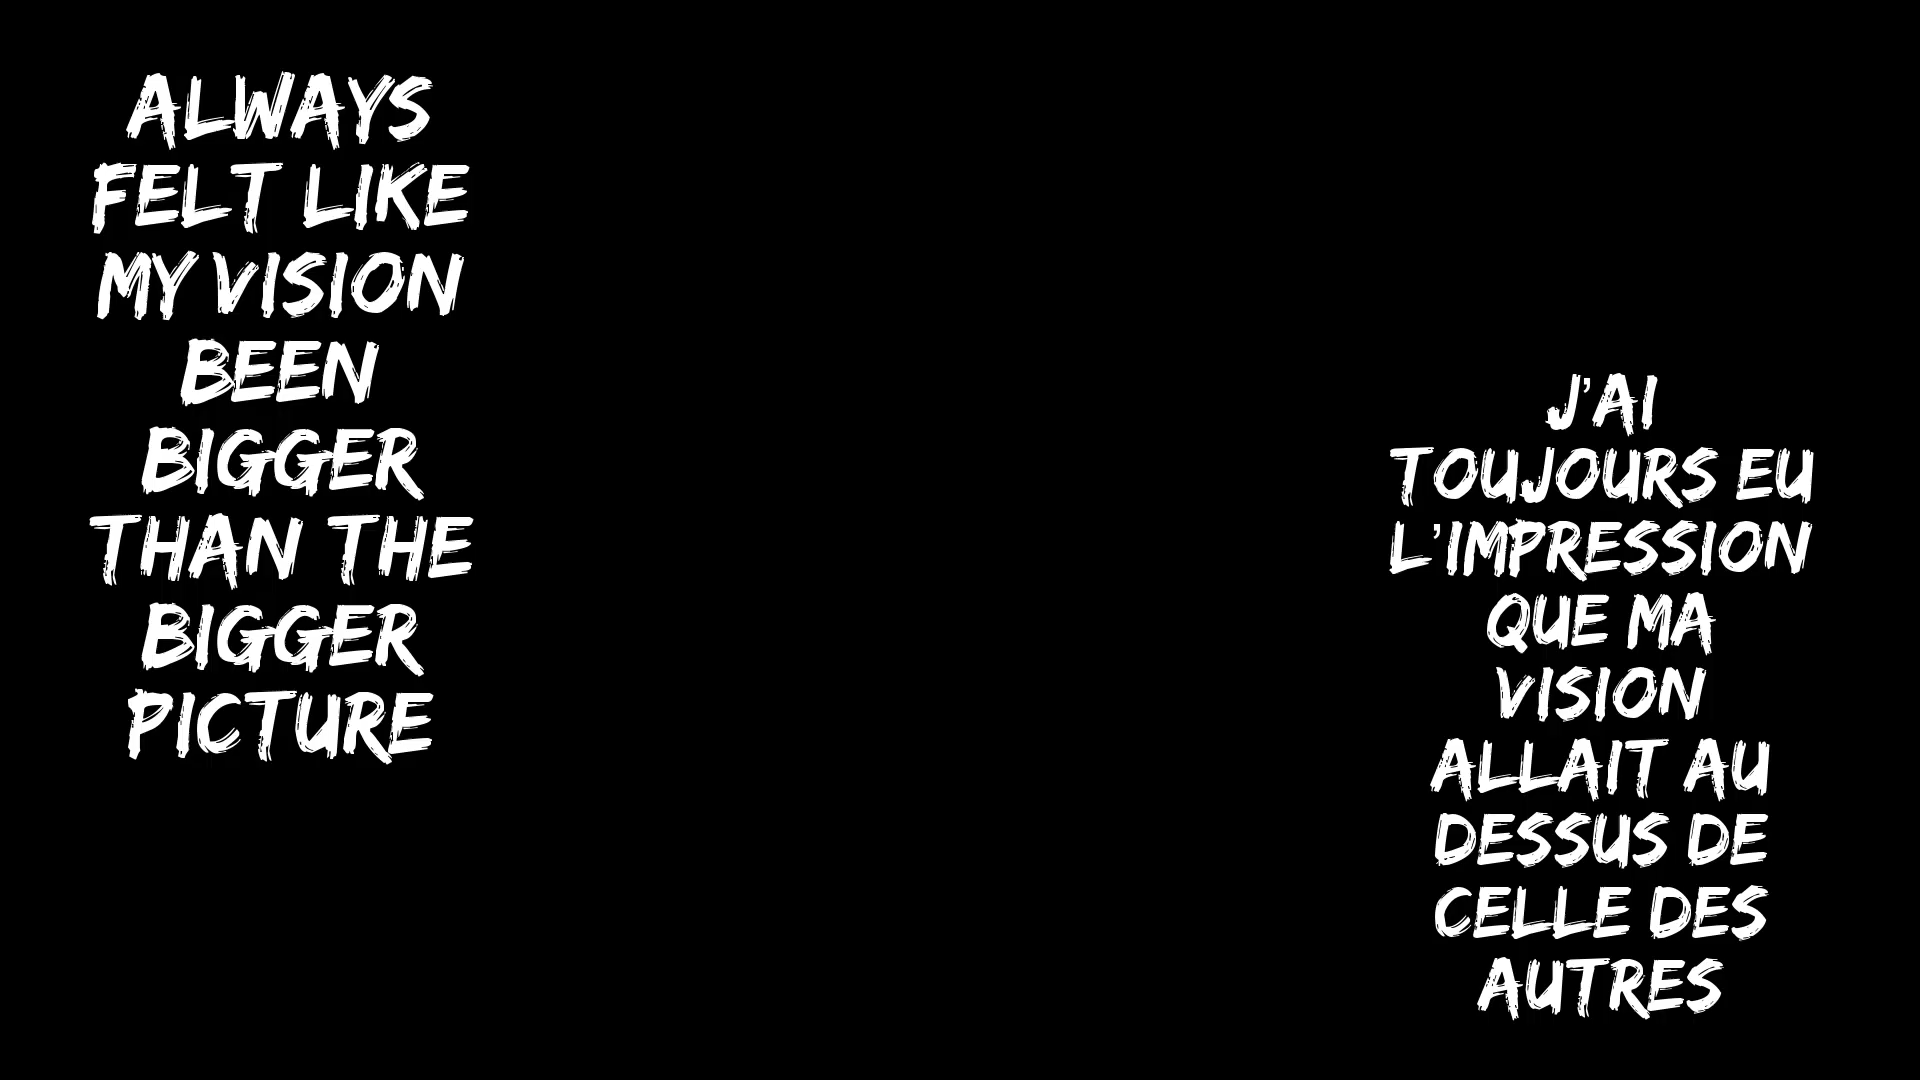 ALWAYS
FELT LIKE
MY VISION
BEEN
BIGGER
THAN THE
BIGGER
PICTURE
J'AI
TOUJOURS EU
L'IMPRESSION
QUE MA
VISION
ALLAIT AU
DESSUS DE
CELLE DES
AUTRES